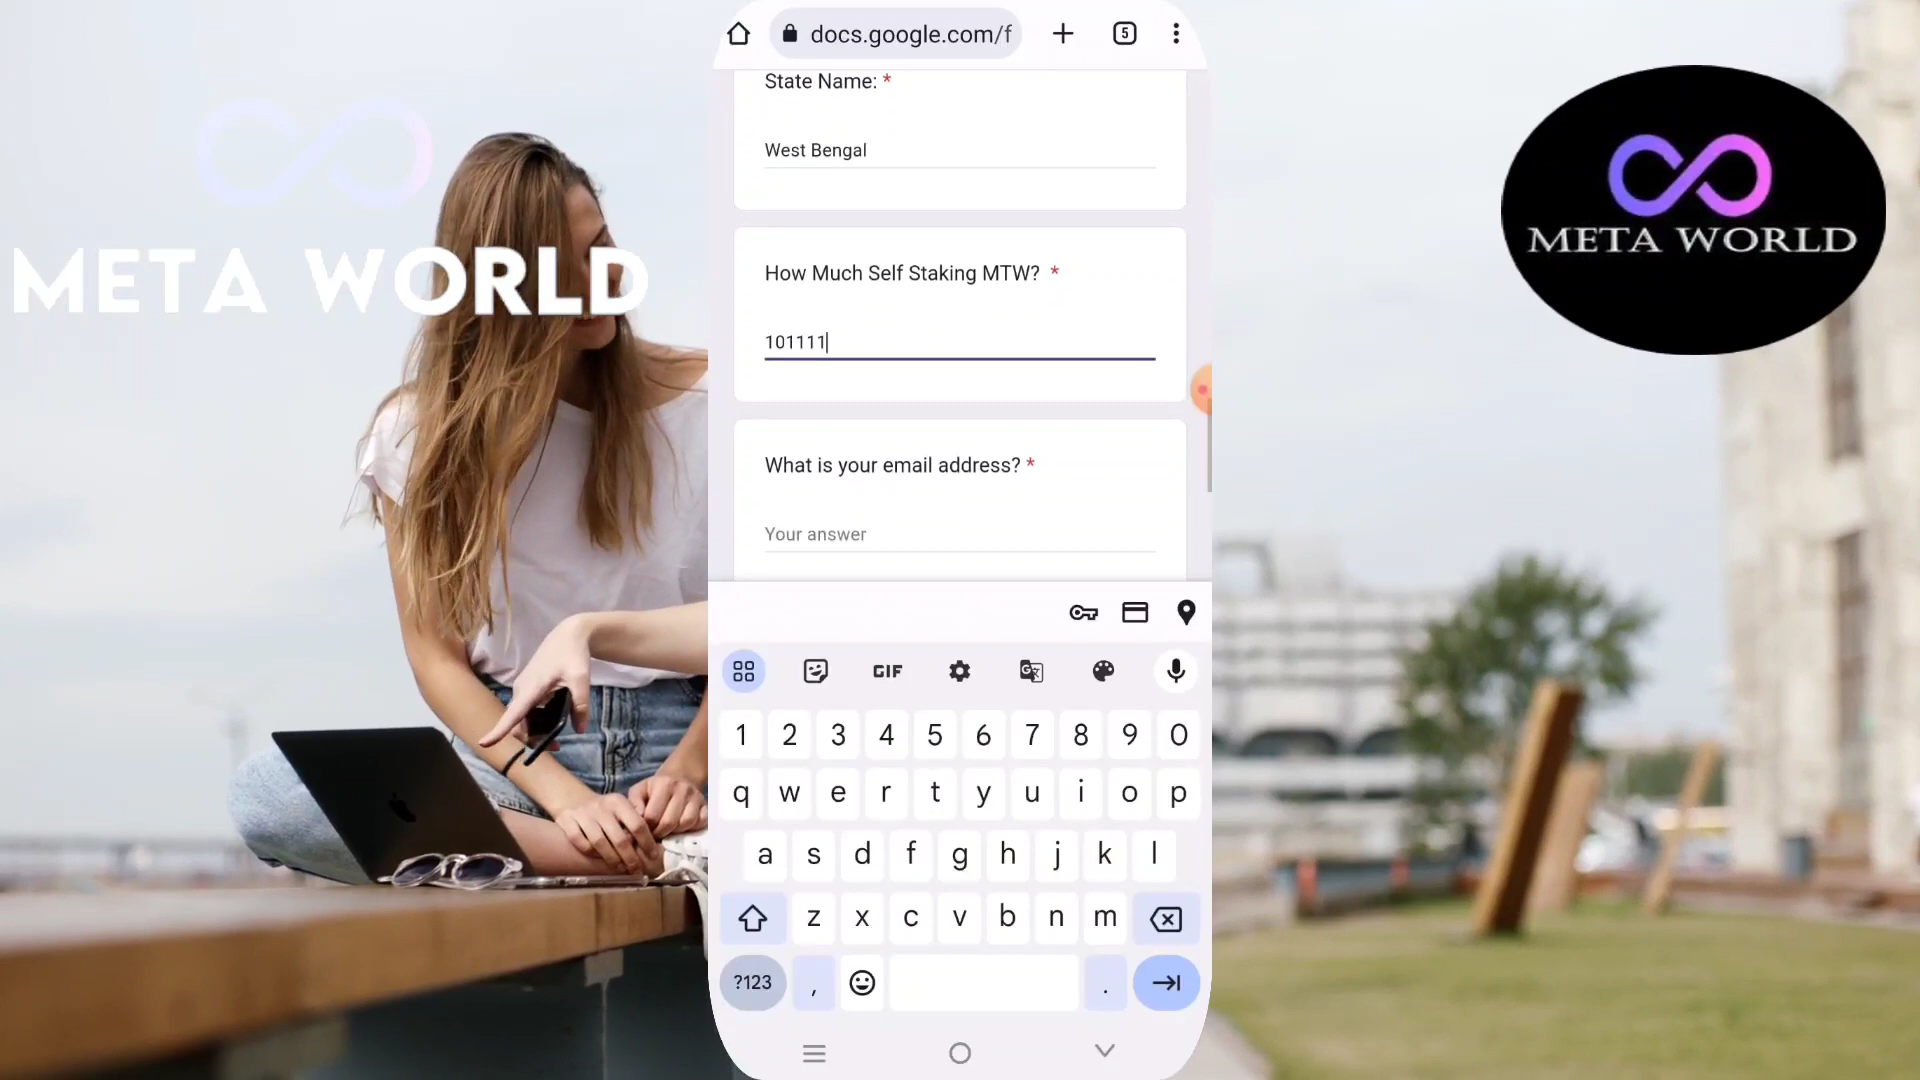 META WORLD
docs.google.com/f
5
State Name: *
West Bengal
How Much Self Staking MTW? *
101111
What is your email address? *
Your answer
GIF
1 2 3 4 5 6 7 8 9 0
q w e r t y u i o p
a s d f g h j k l
z x c v b n m
?123 , .
META WORLD